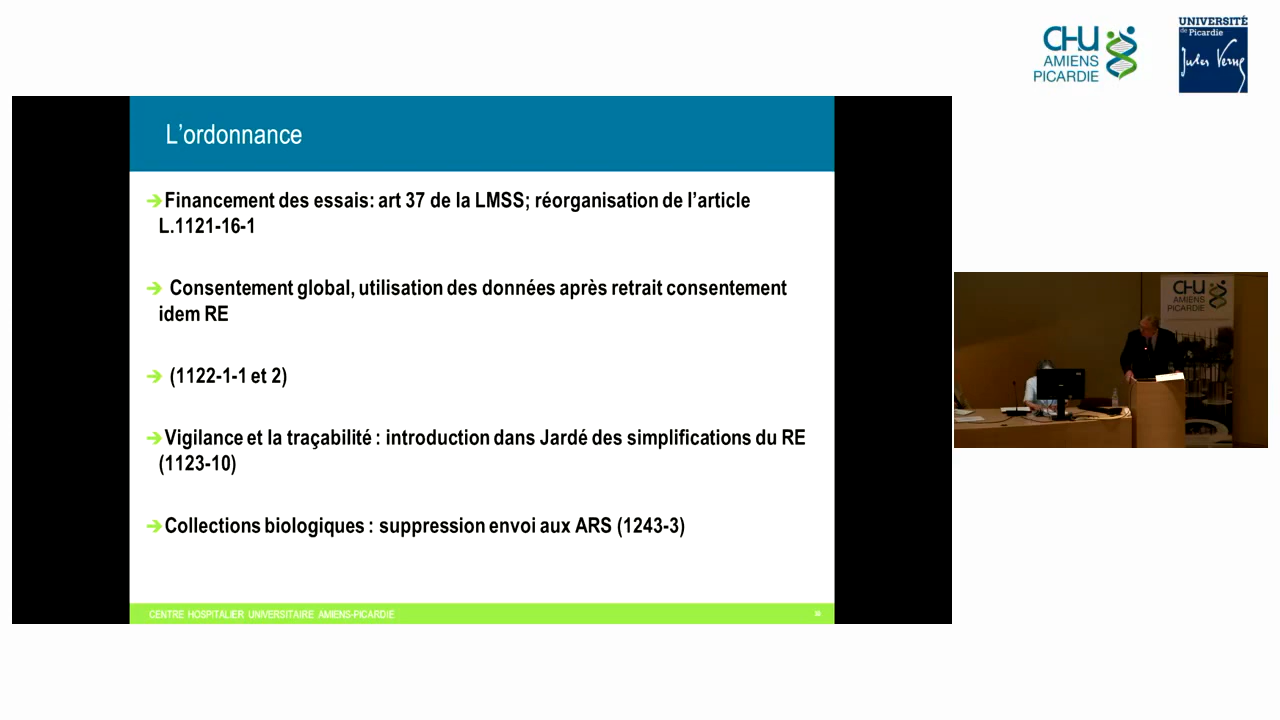 CHU
AMIENS
PICARDIE
UNIVERSITÉ
de Picardie
Jules Verne
L'ordonnance
Financement des essais: art 37 de la LMSS; réorganisation de l'article
L.1121-16-1
Consentement global, utilisation des données après retrait consentement
idem RE
(1122-1-1 et 2)
Vigilance et la traçabilité : introduction dans Jardé des simplifications du RE
(1123-10)
Collections biologiques : suppression envoi aux ARS (1243-3)
CENTRE HOSPITALIER UNIVERSITAIRE AMIENS-PICARDIE
CHU
AMIENS
PICARDIE